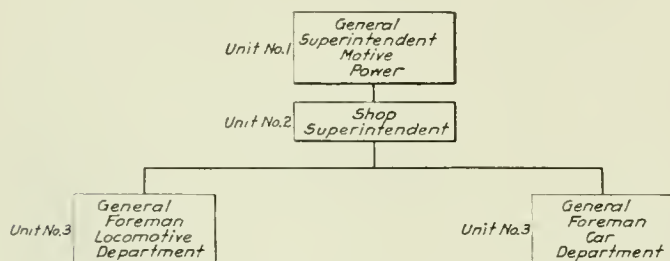 General
Superintendent
Motive
Power
Unit No.1
Shop
Superintendent
Unit No.2
General
Foreman
Locomotive
Department
Unit No.3
General
Foreman
Car
Department
Unit No.3